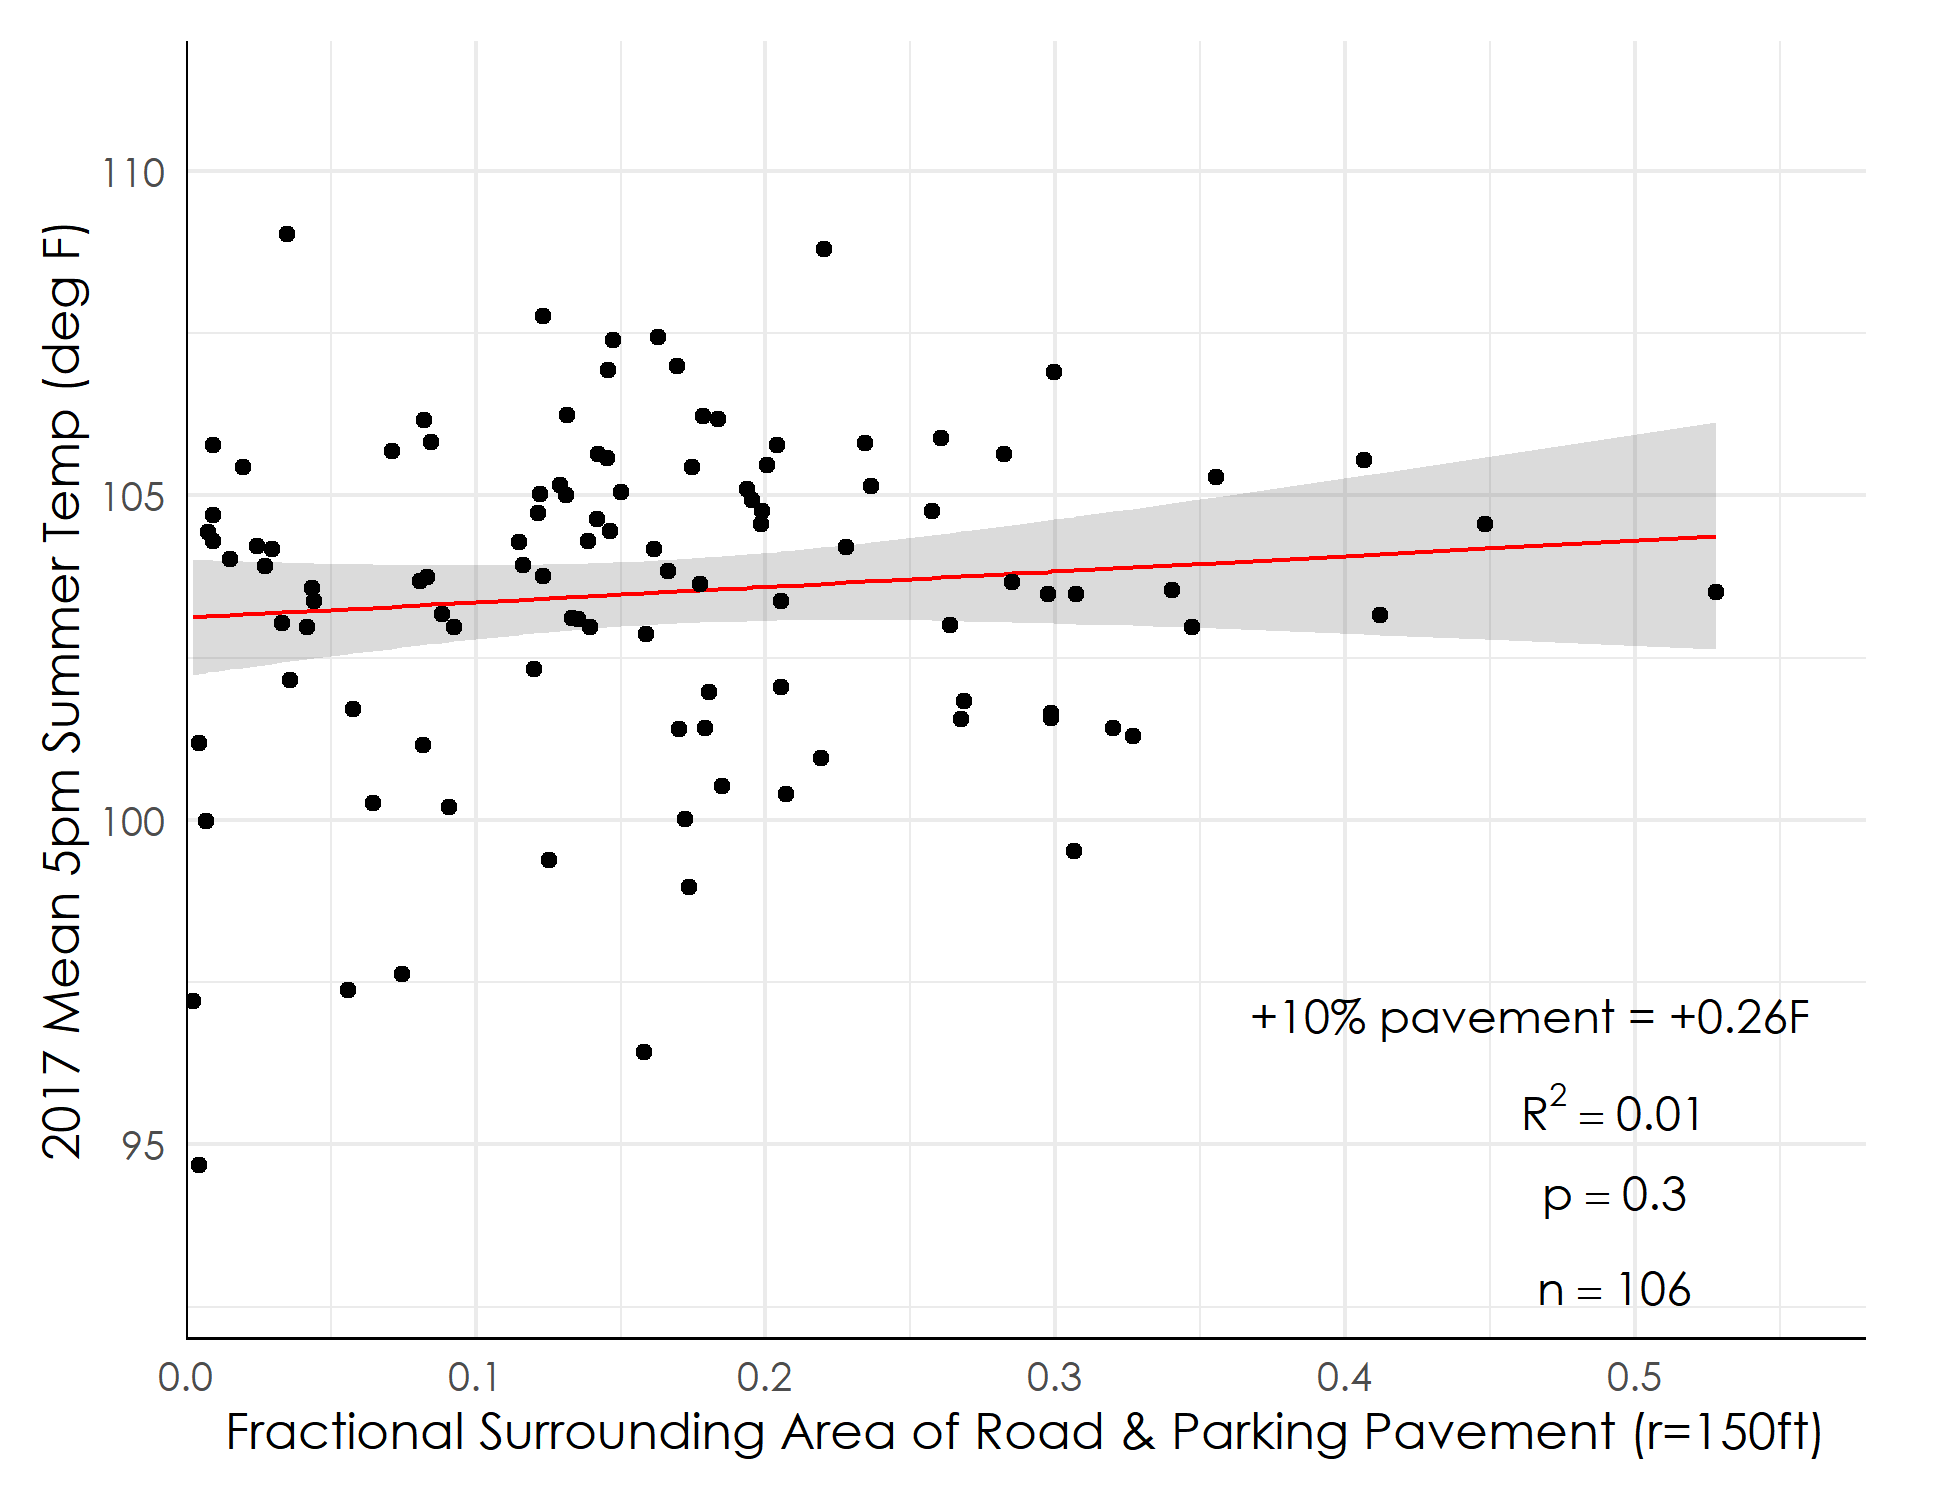 110
105
100
95
2017 Mean 5pm Summer Temp (deg F)
+10% pavement = +0.26F
R² = 0.01
p = 0.3
n = 106
0.0 0.1 0.2 0.3 0.4 0.5
Fractional Surrounding Area of Road & Parking Pavement (r=150ft)